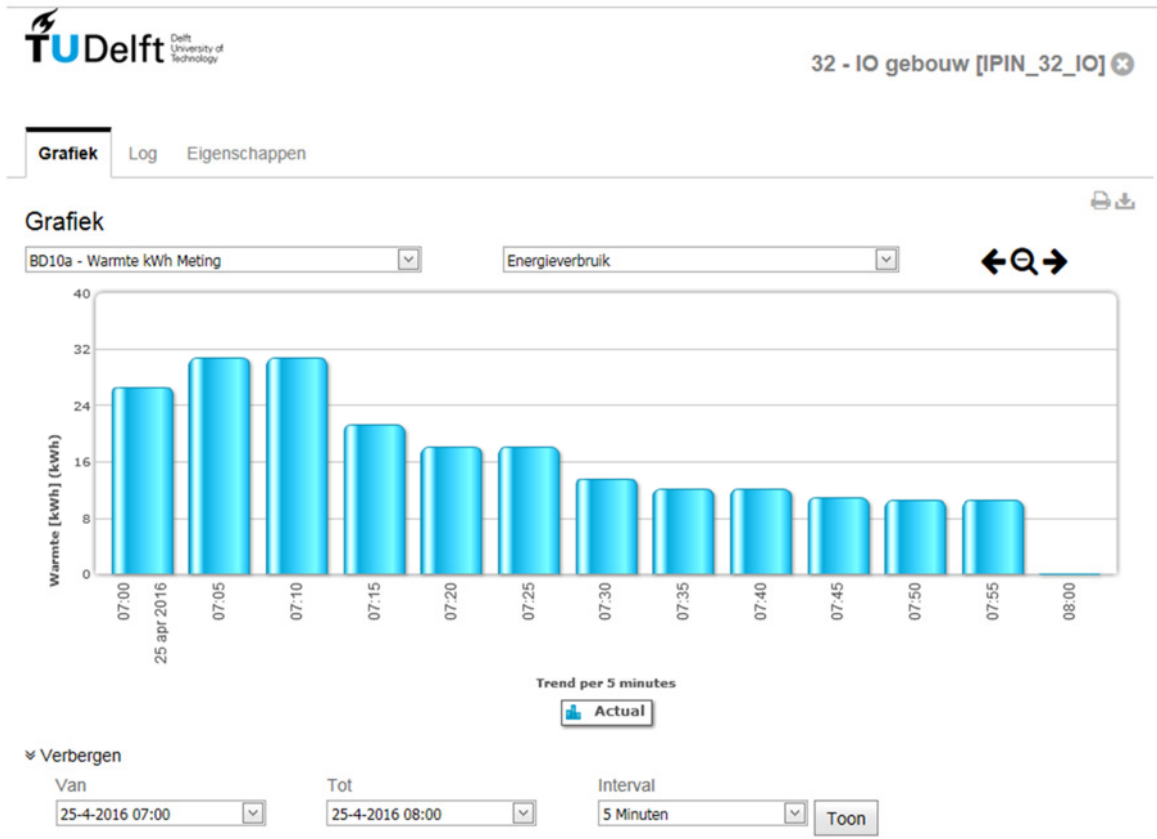 TUDelft Delft University of Technology
32 - IO gebouw [IPIN_32_IO]
Grafiek Log Eigenschappen
Grafiek
BD10a - Warmte kWh Meting Energieverbruik
Warmte [kWh] (kWh)
40
32
24
16
8
0
07:00 07:05 07:10 07:15 07:20 07:25 07:30 07:35 07:40 07:45 07:50 07:55 08:00
25 apr 2016
Trend per 5 minutes
Actual
Verbergen
Van Tot Interval
25-4-2016 07:00 25-4-2016 08:00 5 Minuten Toon